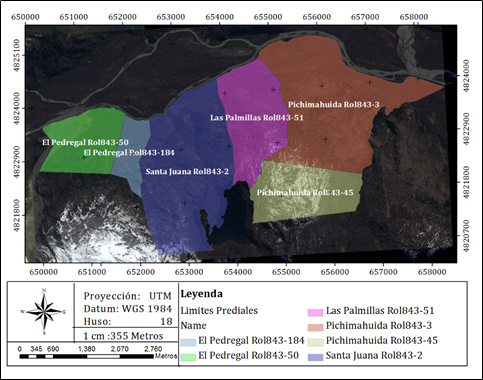 650000 651000 652000 653000 654000 655000 656000 657000 658000
4825100
4824000
4822900
4821800
4824000
4822900
4821800
4820700
Pichimahuida Rol843-3
Las Palmillas Rol843-51
El Pedregal Rol843-50
El Pedregal Rol843-184
Santa Juana Rol843-2
Pichimahuida Rol843-45
650000 651000 652000 653000 654000 655000 656000 657000 658000
N
W E
S
Proyección: UTM
Datum: WGS 1984
Huso: 18
1 cm :355 Metros
0 345 690 1.380 2.070 2.760
Metros
Leyenda
Límites Prediales
Name
El Pedregal Rol843-184
El Pedregal Rol843-50
Las Palmillas Rol843-51
Pichimahuida Rol843-3
Pichimahuida Rol843-45
Santa Juana Rol843-2